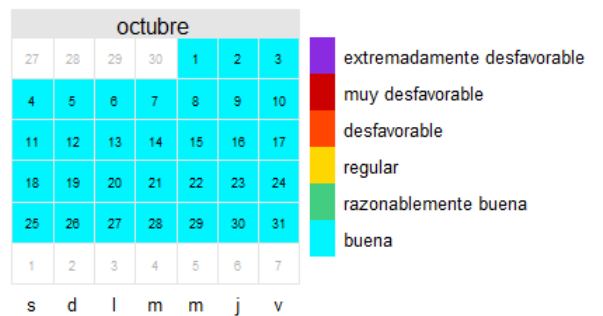 octubre
27 28 29 30 1 2 3
4 5 6 7 8 9 10
11 12 13 14 15 16 17
18 19 20 21 22 23 24
25 26 27 28 29 30 31
1 2 3 4 5 6 7
s d l m m j v
extremadamente desfavorable
muy desfavorable
desfavorable
regular
razonablemente buena
buena